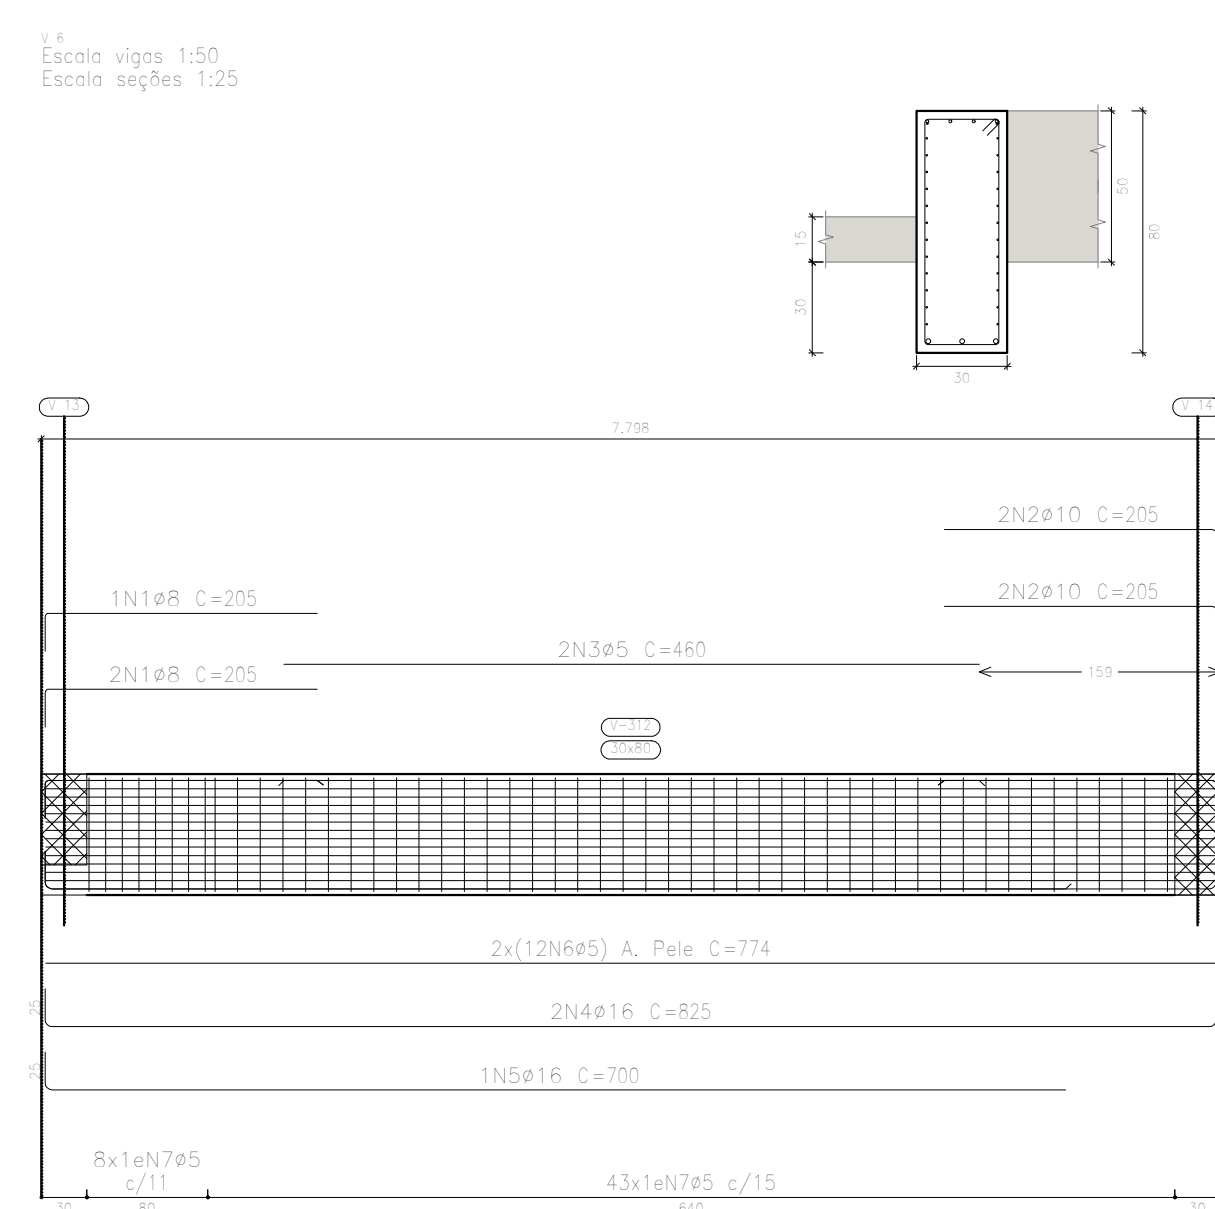 V 6
Escala vigas 1:50
Escala seções 1:25
15
30
50
80
30
V 13
V 14
7.798
2N2ø10 C=205
1N1ø8 C=205
2N2ø10 C=205
2N3ø5 C=460
2N1ø8 C=205
159
V-312
30x80
2x(12N6ø5) A. Pele C=774
25
2N4ø16 C=825
25
1N5ø16 C=700
8x1eN7ø5
c/11
43x1eN7ø5 c/15
30
80
640
30